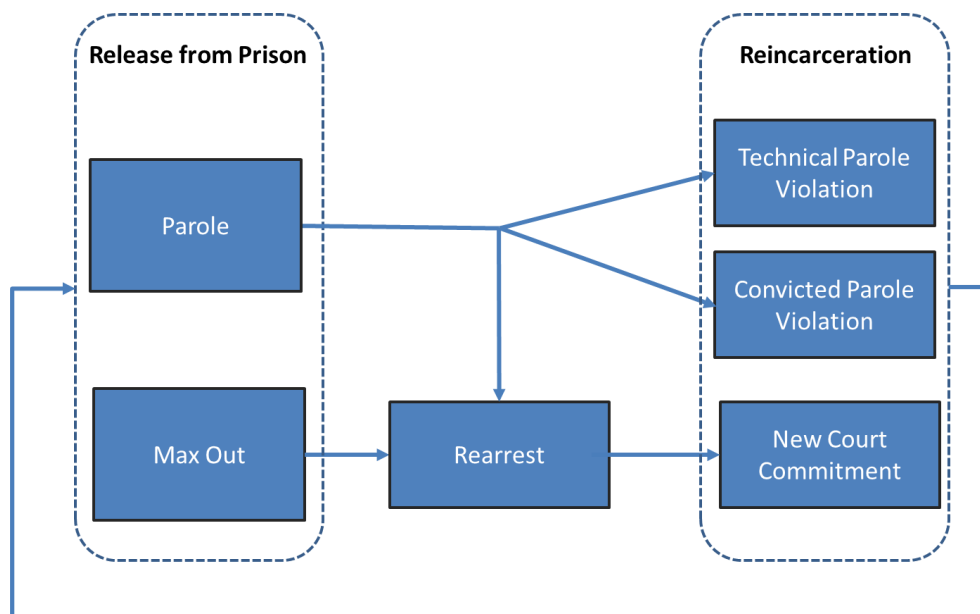 Release from Prison
Reincarceration
Technical Parole
Violation
Parole
Convicted Parole
Violation
Max Out
Rearrest
New Court
Commitment